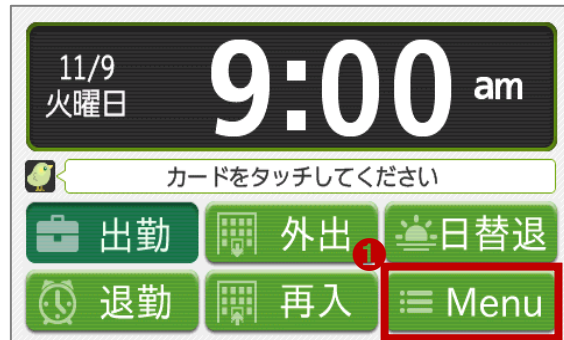 11/9
火曜日
9:00 am
カードをタッチしてください
出勤 外出 日替退
1
退勤 再入 Menu